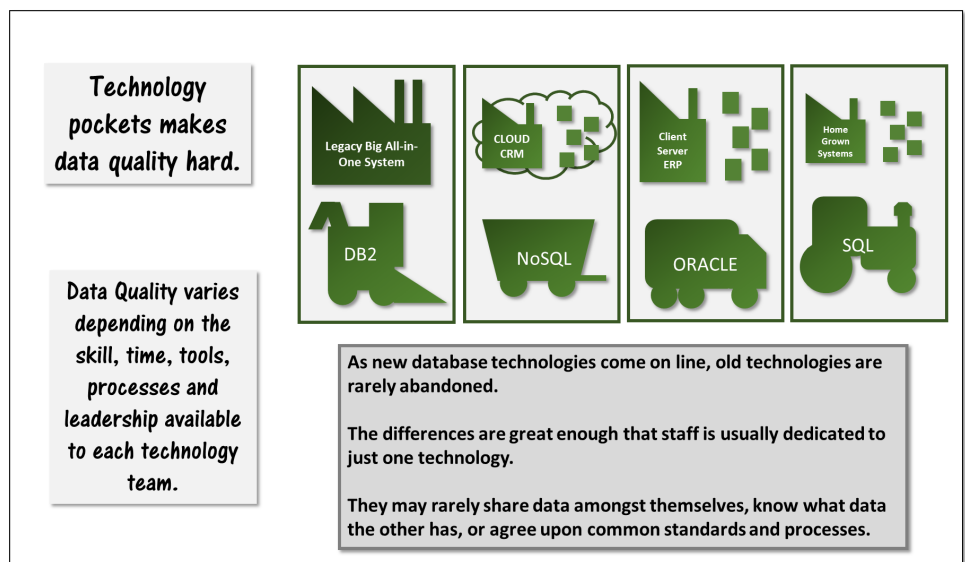 Technology
pockets makes
data quality hard.
Legacy Big All-in-
One System
DB2
CLOUD
CRM
NoSQL
Client
Server
ERP
ORACLE
Home
Grown
Systems
SQL
Data Quality varies
depending on the
skill, time, tools,
processes and
leadership available
to each technology
team.
As new database technologies come on line, old technologies are
rarely abandoned.
The differences are great enough that staff is usually dedicated to
just one technology.
They may rarely share data amongst themselves, know what data
the other has, or agree upon common standards and processes.